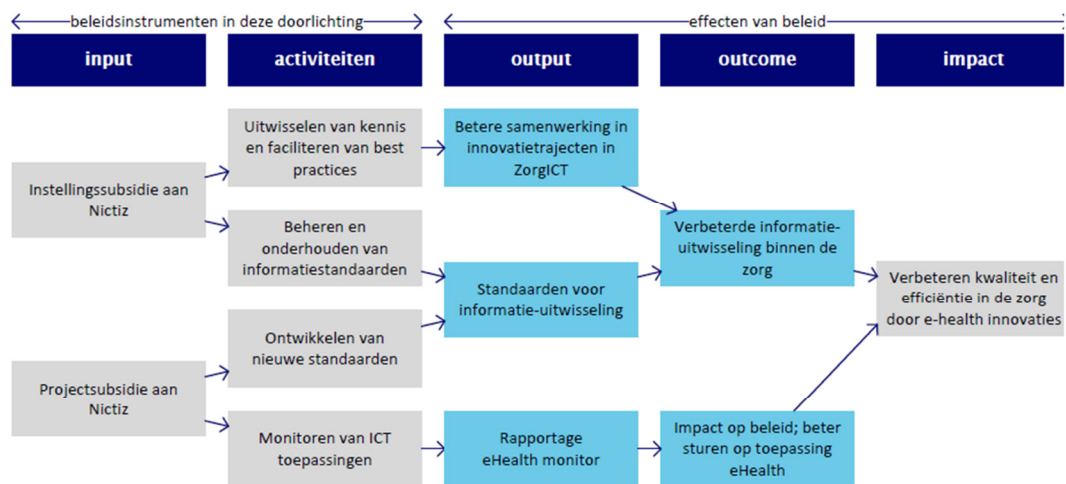 beleidsinstrumenten in deze doorlichting
effecten van beleid
input
activiteiten
output
outcome
impact
Instellingssubsidie aan
Nictiz
Projectsubsidie aan
Nictiz
Uitwisselen van kennis
en faciliteren van best
practices
Beheren en
onderhouden van
informatiestandaarden
Ontwikkelen van
nieuwe standaarden
Monitoren van ICT
toepassingen
Betere samenwerking in
innovatietrajecten in
ZorgICT
Standaarden voor
informatie-uitwisseling
Rapportage
eHealth monitor
Verbeterde informatie-
uitwisseling binnen de
zorg
Impact op beleid; beter
sturen op toepassing
eHealth
Verbeteren kwaliteit en
efficiëntie in de zorg
door e-health innovaties